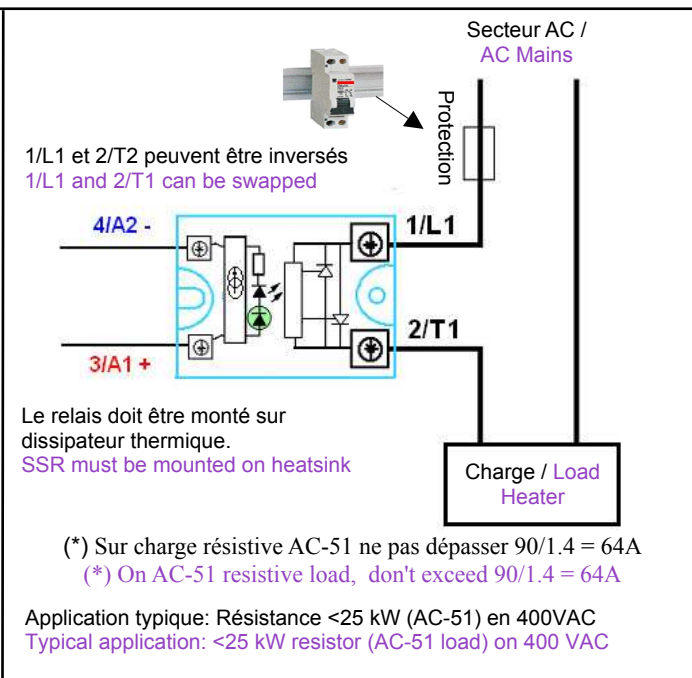 Secteur AC /
AC Mains
Protection
1/L1 et 2/T2 peuvent être inversés
1/L1 and 2/T1 can be swapped
4/A2 -
1/L1
2/T1
3/A1 +
Le relais doit être monté sur
dissipateur thermique.
SSR must be mounted on heatsink
Charge / Load
Heater
(*) Sur charge résistive AC-51 ne pas dépasser 90/1.4 = 64A
(*) On AC-51 resistive load, don't exceed 90/1.4 = 64A
Application typique: Résistance <25 kW (AC-51) en 400VAC
Typical application: <25 kW resistor (AC-51 load) on 400 VAC